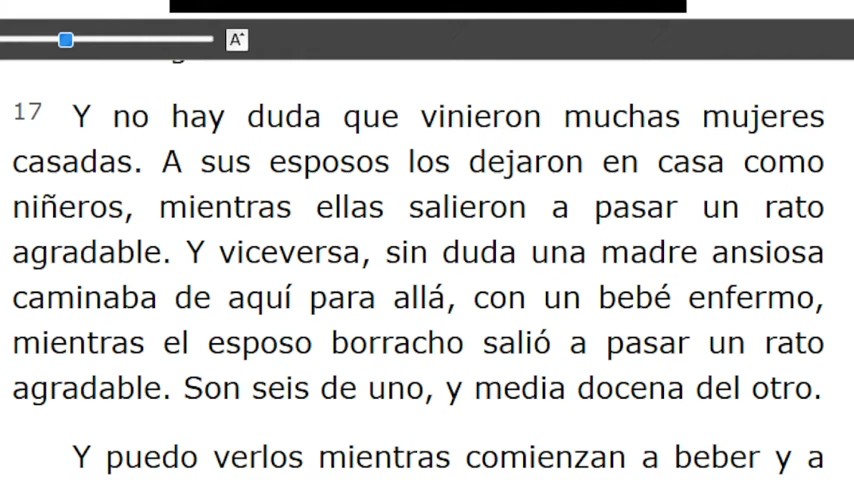 A^
17 Y no hay duda que vinieron muchas mujeres
casadas. A sus esposos los dejaron en casa como
niñeros, mientras ellas salieron a pasar un rato
agradable. Y viceversa, sin duda una madre ansiosa
caminaba de aquí para allá, con un bebé enfermo,
mientras el esposo borracho salió a pasar un rato
agradable. Son seis de uno, y media docena del otro.
Y puedo verlos mientras comienzan a beber y a